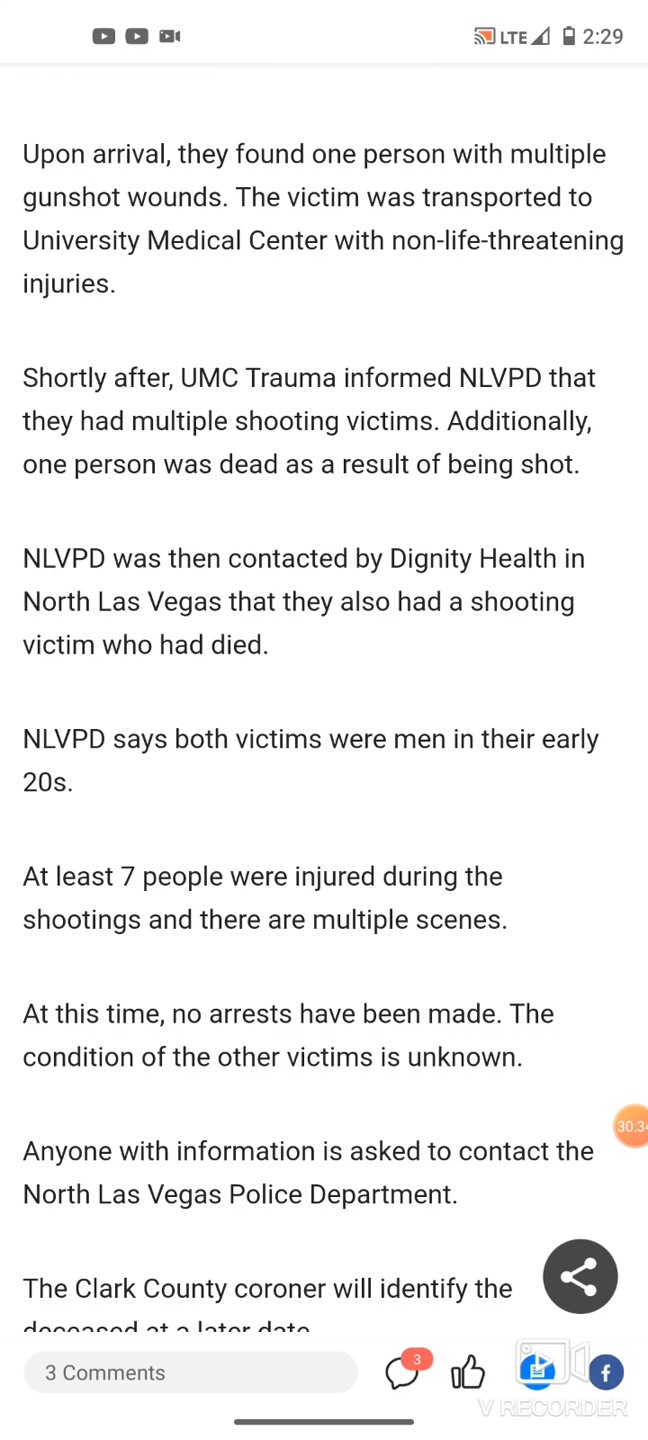 LTE 2:29
Upon arrival, they found one person with multiple
gunshot wounds. The victim was transported to
University Medical Center with non-life-threatening
injuries.
Shortly after, UMC Trauma informed NLVPD that
they had multiple shooting victims. Additionally,
one person was dead as a result of being shot.
NLVPD was then contacted by Dignity Health in
North Las Vegas that they also had a shooting
victim who had died.
NLVPD says both victims were men in their early
20s.
At least 7 people were injured during the
shootings and there are multiple scenes.
At this time, no arrests have been made. The
condition of the other victims is unknown.
30:34
Anyone with information is asked to contact the
North Las Vegas Police Department.
The Clark County coroner will identify the
deceased at a later date
3 Comments
3
f
V RECORDER